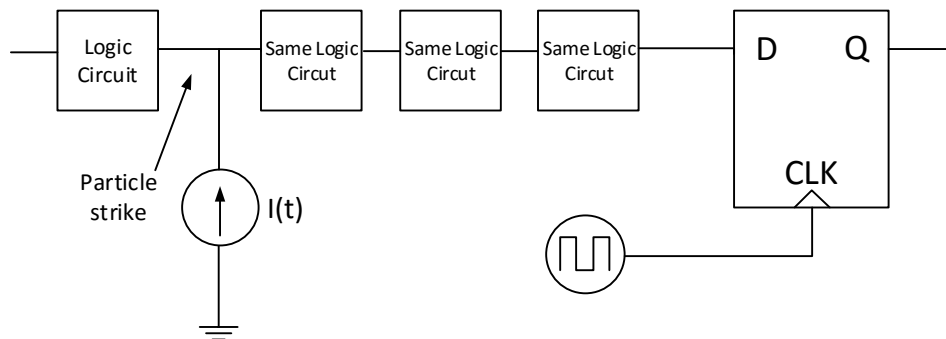 Logic
Circuit
Same Logic
Circut
Same Logic
Circut
Same Logic
Circut
D Q
CLK
Particle
strike
I(t)